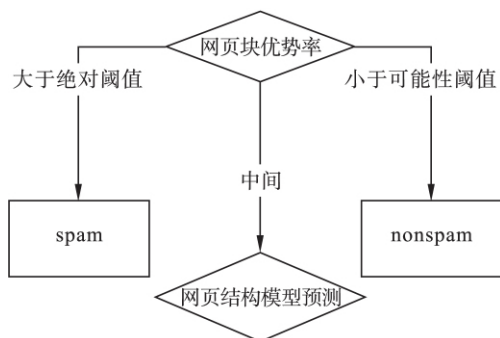 网页块优势率
大于绝对阈值
小于可能性阈值
中间
spam
nonspam
网页结构模型预测